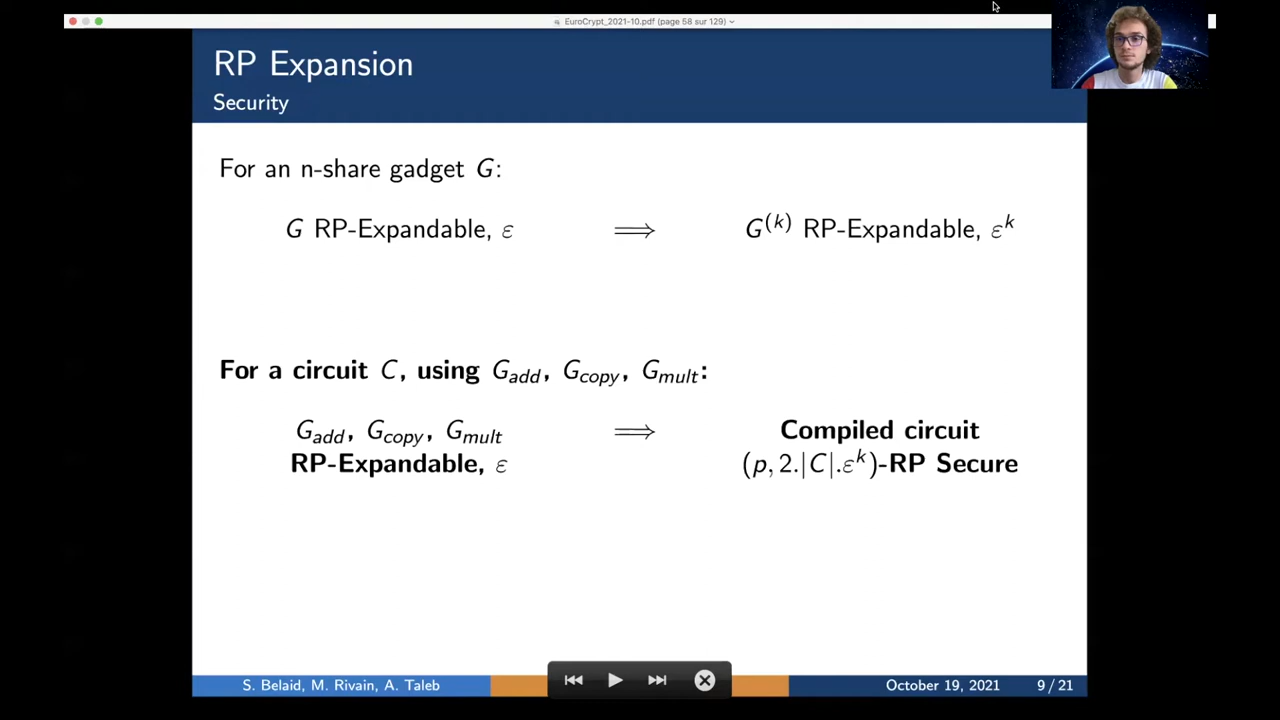 EuroCrypt_2021-10.pdf (page 58 sur 129)
RP Expansion
Security
For an n-share gadget G:
G RP-Expandable, ε ⟹ G^(k) RP-Expandable, ε^k
For a circuit C, using G_add, G_copy, G_mult:
G_add, G_copy, G_mult ⟹ Compiled circuit
RP-Expandable, ε (p, 2.|C|.ε^k)-RP Secure
S. Belaid, M. Rivain, A. Taleb October 19, 2021 9 / 21